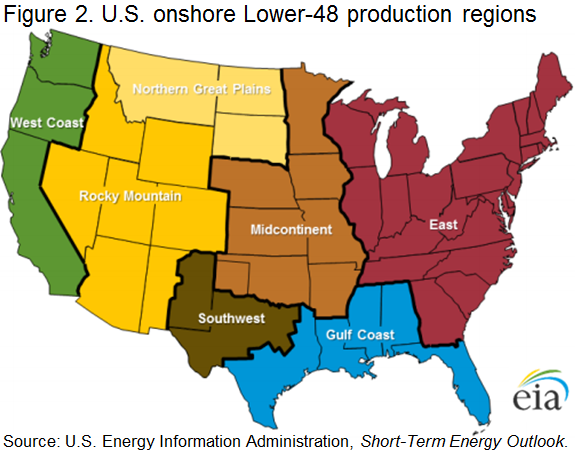 Figure 2. U.S. onshore Lower-48 production regions
Northern Great Plains
West Coast
Rocky Mountain
East
Midcontinent
Southwest
Gulf Coast
eia
Source: U.S. Energy Information Administration, Short-Term Energy Outlook.